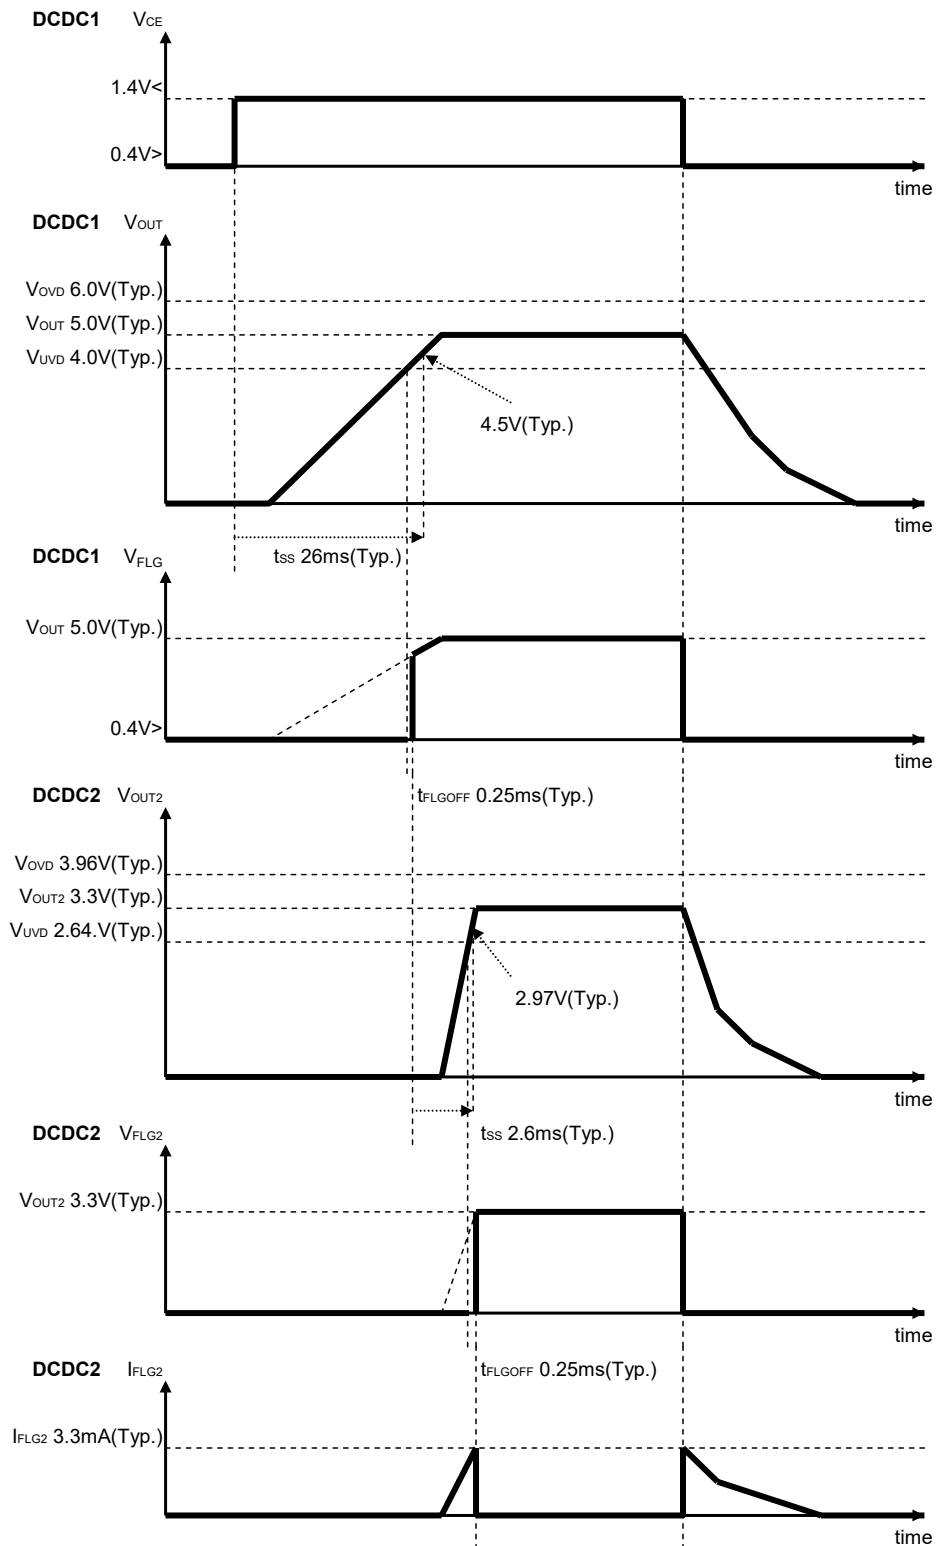 DCDC1 VCE
1.4V<
0.4V>
time
DCDC1 VOUT
VOVD 6.0V(Typ.)
VOUT 5.0V(Typ.)
VUVD 4.0V(Typ.)
4.5V(Typ.)
time
tSS 26ms(Typ.)
DCDC1 VFLG
VOUT 5.0V(Typ.)
0.4V>
time
tFLGOFF 0.25ms(Typ.)
DCDC2 VOUT2
VOVD 3.96V(Typ.)
VOUT2 3.3V(Typ.)
VUVD 2.64.V(Typ.)
2.97V(Typ.)
time
tSS 2.6ms(Typ.)
DCDC2 VFLG2
VOUT2 3.3V(Typ.)
time
DCDC2 IFLG2
tFLGOFF 0.25ms(Typ.)
IFLG2 3.3mA(Typ.)
time